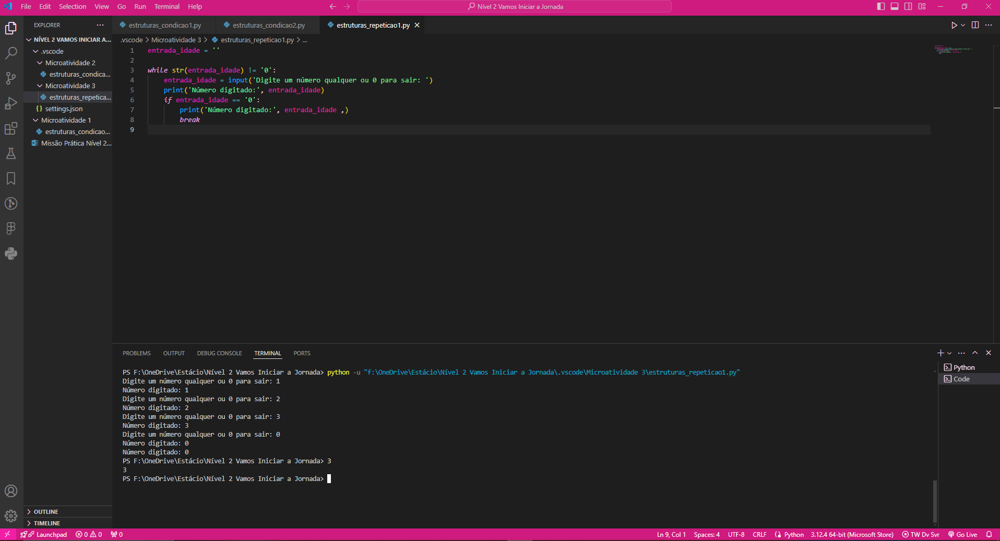 File Edit Selection View Go Run Terminal Help
Nível 2 Vamos Iniciar a Jornada
EXPLORER
NÍVEL 2 VAMOS INICIAR A...
.vscode
Microatividade 2
estruturas_condica...
Microatividade 3
estruturas_repetica...
settings.json
Microatividade 1
estruturas_condicao...
Missão Prática Nível 2...
OUTLINE
TIMELINE
estruturas_condicao1.py estruturas_condicao2.py estruturas_repeticao1.py
.vscode > Microatividade 3 > estruturas_repeticao1.py > ...
1 entrada_idade = ''
2
3 while str(entrada_idade) != '0':
4 entrada_idade = input('Digite um número qualquer ou 0 para sair: ')
5 print('Número digitado:', entrada_idade)
6 if entrada_idade == '0':
7 print('Número digitado:', entrada_idade ,)
8 break
9
PROBLEMS OUTPUT DEBUG CONSOLE TERMINAL PORTS
PS F:\OneDrive\Estácio\Nível 2 Vamos Iniciar a Jornada> python -u "f:\OneDrive\Estácio\Nível 2 Vamos Iniciar a Jornada\.vscode\Microatividade 3\estruturas_repeticao1.py"
Digite um número qualquer ou 0 para sair: 1
Número digitado: 1
Digite um número qualquer ou 0 para sair: 2
Número digitado: 2
Digite um número qualquer ou 0 para sair: 3
Número digitado: 3
Digite um número qualquer ou 0 para sair: 0
Número digitado: 0
Número digitado: 0
PS F:\OneDrive\Estácio\Nível 2 Vamos Iniciar a Jornada> 3
3
PS F:\OneDrive\Estácio\Nível 2 Vamos Iniciar a Jornada>
Python
Code
Launchpad 0 0 0 Ln 9, Col 1 Spaces: 4 UTF-8 CRLF Python 3.12.4 64-bit (Microsoft Store) TW Dv Svr Go Live